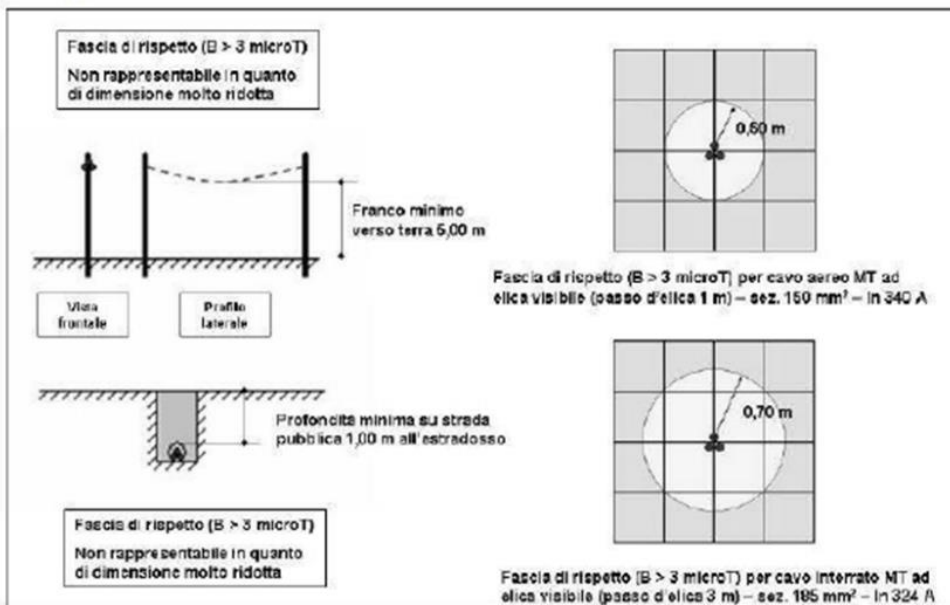 Fascia di rispetto (B > 3 microT)
Non rappresentabile in quanto
di dimensione molto ridotta
Franco minimo
verso terra 5,00 m
Vista
frontale
Profilo
laterale
Profondità minima su strada
pubblica 1,00 m all'estradosso
Fascia di rispetto (B > 3 microT)
Non rappresentabile in quanto
di dimensione molto ridotta
0,50 m
Fascia di rispetto (B > 3 microT) per cavo aereo MT ad
elica visibile (passo d'elica 1 m) – sez. 150 mm² – In 340 A
0,70 m
Fascia di rispetto (B > 3 microT) per cavo interrato MT ad
elica visibile (passo d'elica 3 m) – sez. 185 mm² – In 324 A